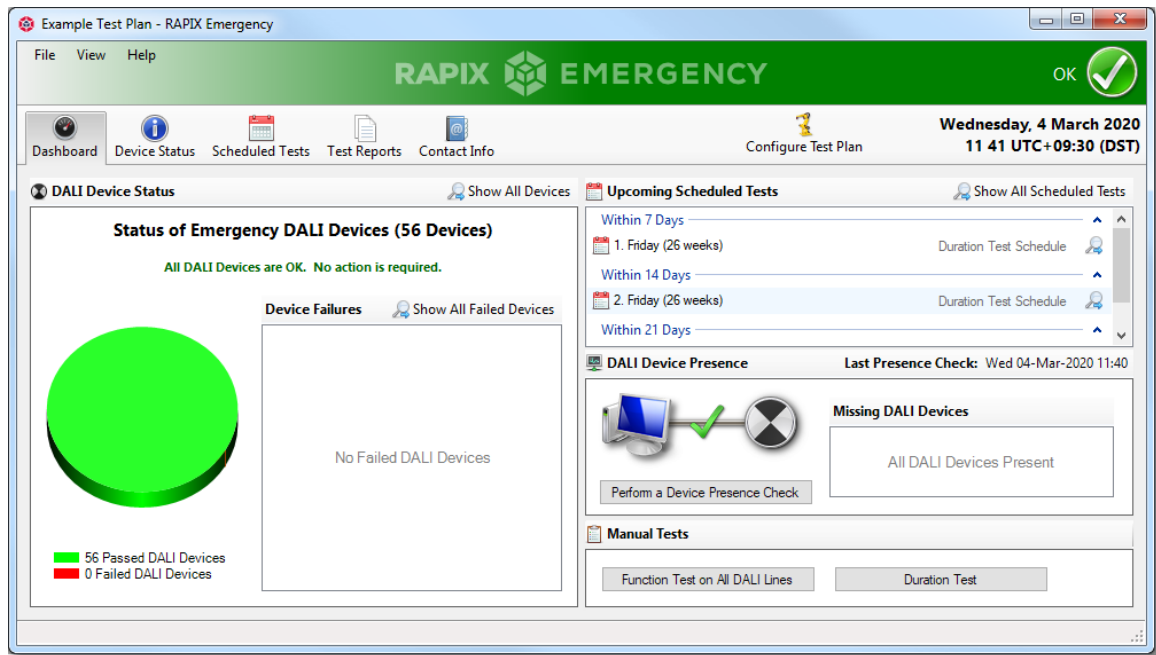 Example Test Plan - RAPIX Emergency
File View Help
RAPIX EMERGENCY
OK
Dashboard Device Status Scheduled Tests Test Reports Contact Info
Configure Test Plan
Wednesday, 4 March 2020
11 41 UTC+09:30 (DST)
DALI Device Status Show All Devices
Status of Emergency DALI Devices (56 Devices)
All DALI Devices are OK. No action is required.
Device Failures Show All Failed Devices
No Failed DALI Devices
56 Passed DALI Devices
0 Failed DALI Devices
Upcoming Scheduled Tests Show All Scheduled Tests
Within 7 Days
1. Friday (26 weeks) Duration Test Schedule
Within 14 Days
2. Friday (26 weeks) Duration Test Schedule
Within 21 Days
DALI Device Presence Last Presence Check: Wed 04-Mar-2020 11:40
Missing DALI Devices
All DALI Devices Present
Perform a Device Presence Check
Manual Tests
Function Test on All DALI Lines Duration Test